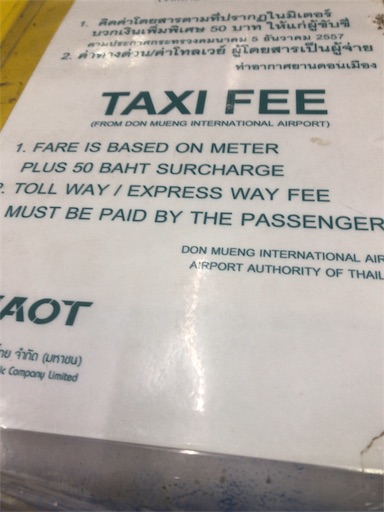 1. คิดค่าโดยสารตามที่ปรากฏในมิเตอร์
บวกเงินเพิ่มพิเศษ 50 บาท ให้แก่ผู้ขับขี่
ตามประกาศกระทรวงคมนาคม 5 ธันวาคม 2557
2. ค่าทางด่วน/ค่าโทลเวย์ ผู้โดยสารเป็นผู้จ่าย
ท่าอากาศยานดอนเมือง
TAXI FEE
(FROM DON MUENG INTERNATIONAL AIRPORT)
1. FARE IS BASED ON METER
PLUS 50 BAHT SURCHARGE
2. TOLL WAY / EXPRESS WAY FEE
MUST BE PAID BY THE PASSENGER
DON MUENG INTERNATIONAL AIR
AIRPORT AUTHORITY OF THAIL
AOT
ไทย จำกัด (มหาชน)
ic Company Limited